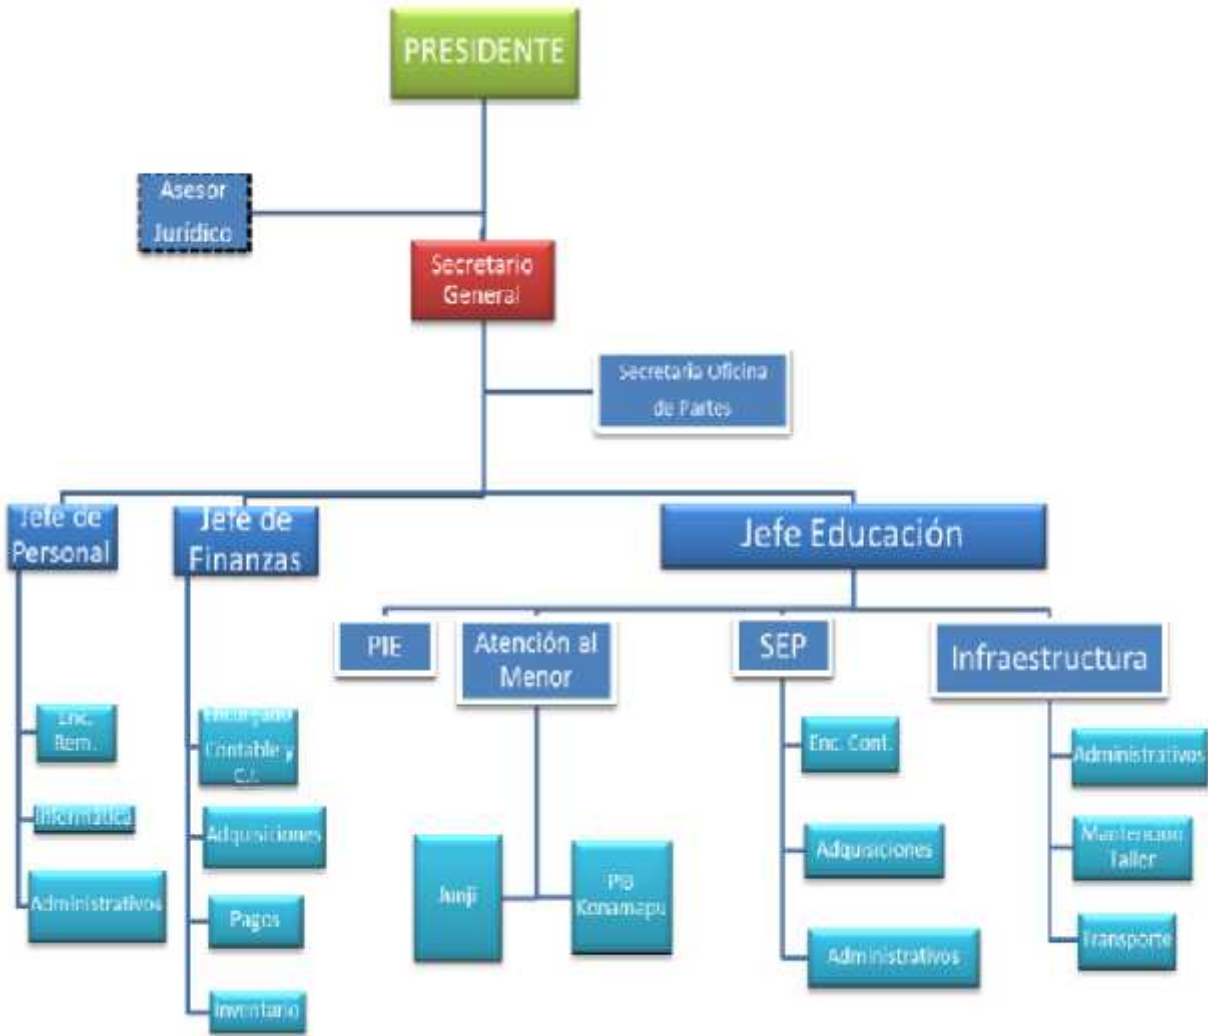 PRESIDENTE
Asesor
Jurídico
Secretario
General
Secretaria Oficina
de Partes
Jefe de
Personal
Jefe de
Finanzas
Jefe Educación
PIE
Atención al
Menor
SEP
Infraestructura
Enc.
Rem.
Informática
Administrativos
Encargado
Contable y
C.I.
Adquisiciones
Pagos
Inventario
Junji
PIB
Konamapu
Enc. Cont.
Adquisiciones
Administrativos
Administrativos
Mantención
Taller
Transporte